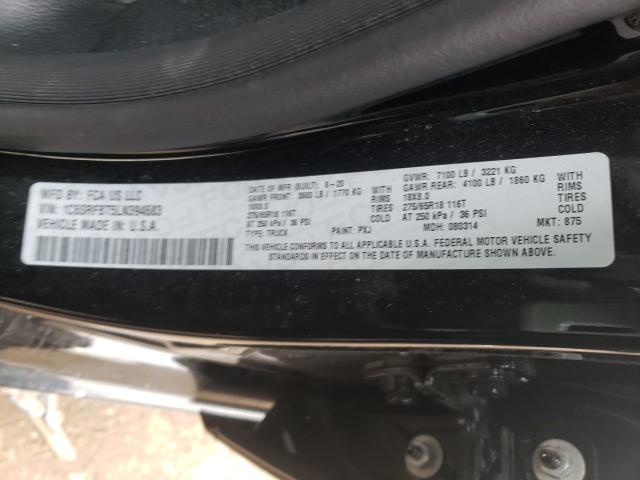 MFD BY: FCA US LLC
DATE OF MFR (BUILT): 8-20
GVWR: 7100 LB / 3221 KG
GAWR FRONT: 3900 LB / 1770 KG
WITH
GAWR REAR: 4100 LB / 1860 KG
WITH
18X8.0
RIMS
18X8.0
RIMS
275/65R18 116T
TIRES
275/65R18 116T
TIRES
AT 250 kPa / 36 PSI
AT 250 kPa / 36 PSI
VIN: 1C6SRFBT5LN394683
VEHICLE MADE IN: U.S.A.
TYPE: TRUCK
PAINT: PXJ
MDH: 080314
MKT: 875
THIS VEHICLE CONFORMS TO ALL APPLICABLE U.S.A. FEDERAL MOTOR VEHICLE SAFETY
STANDARDS IN EFFECT ON THE DATE OF MANUFACTURE SHOWN ABOVE.